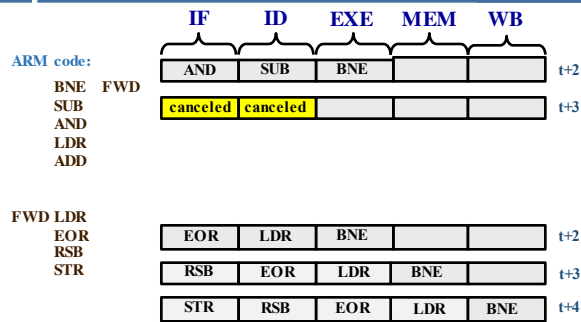 IF ID EXE MEM WB
ARM code:
AND SUB BNE t+2
BNE FWD
SUB
canceled canceled t+3
AND
LDR
ADD
FWD LDR
EOR
EOR LDR BNE t+2
RSB
STR
RSB EOR LDR BNE t+3
STR RSB EOR LDR BNE t+4